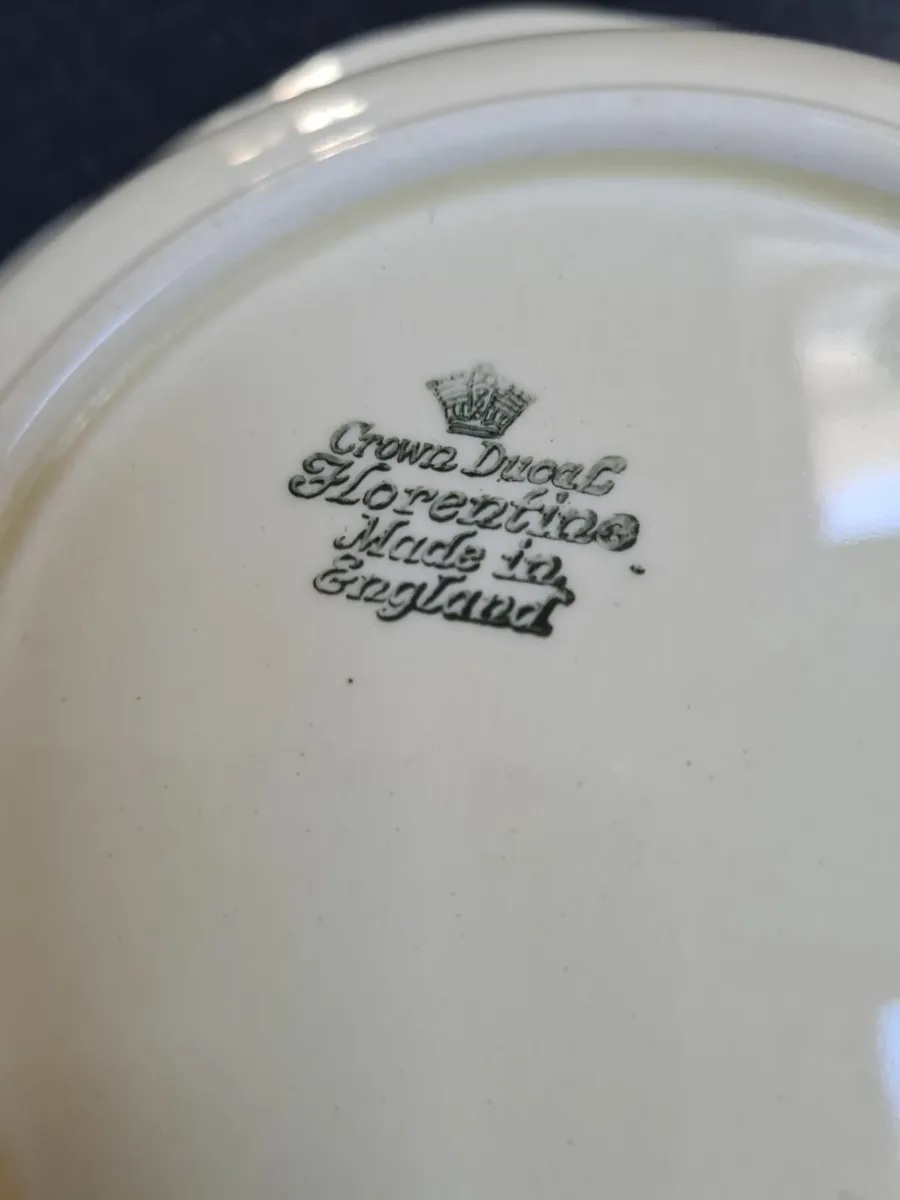 Crown Ducal
Florentine
Made in
England